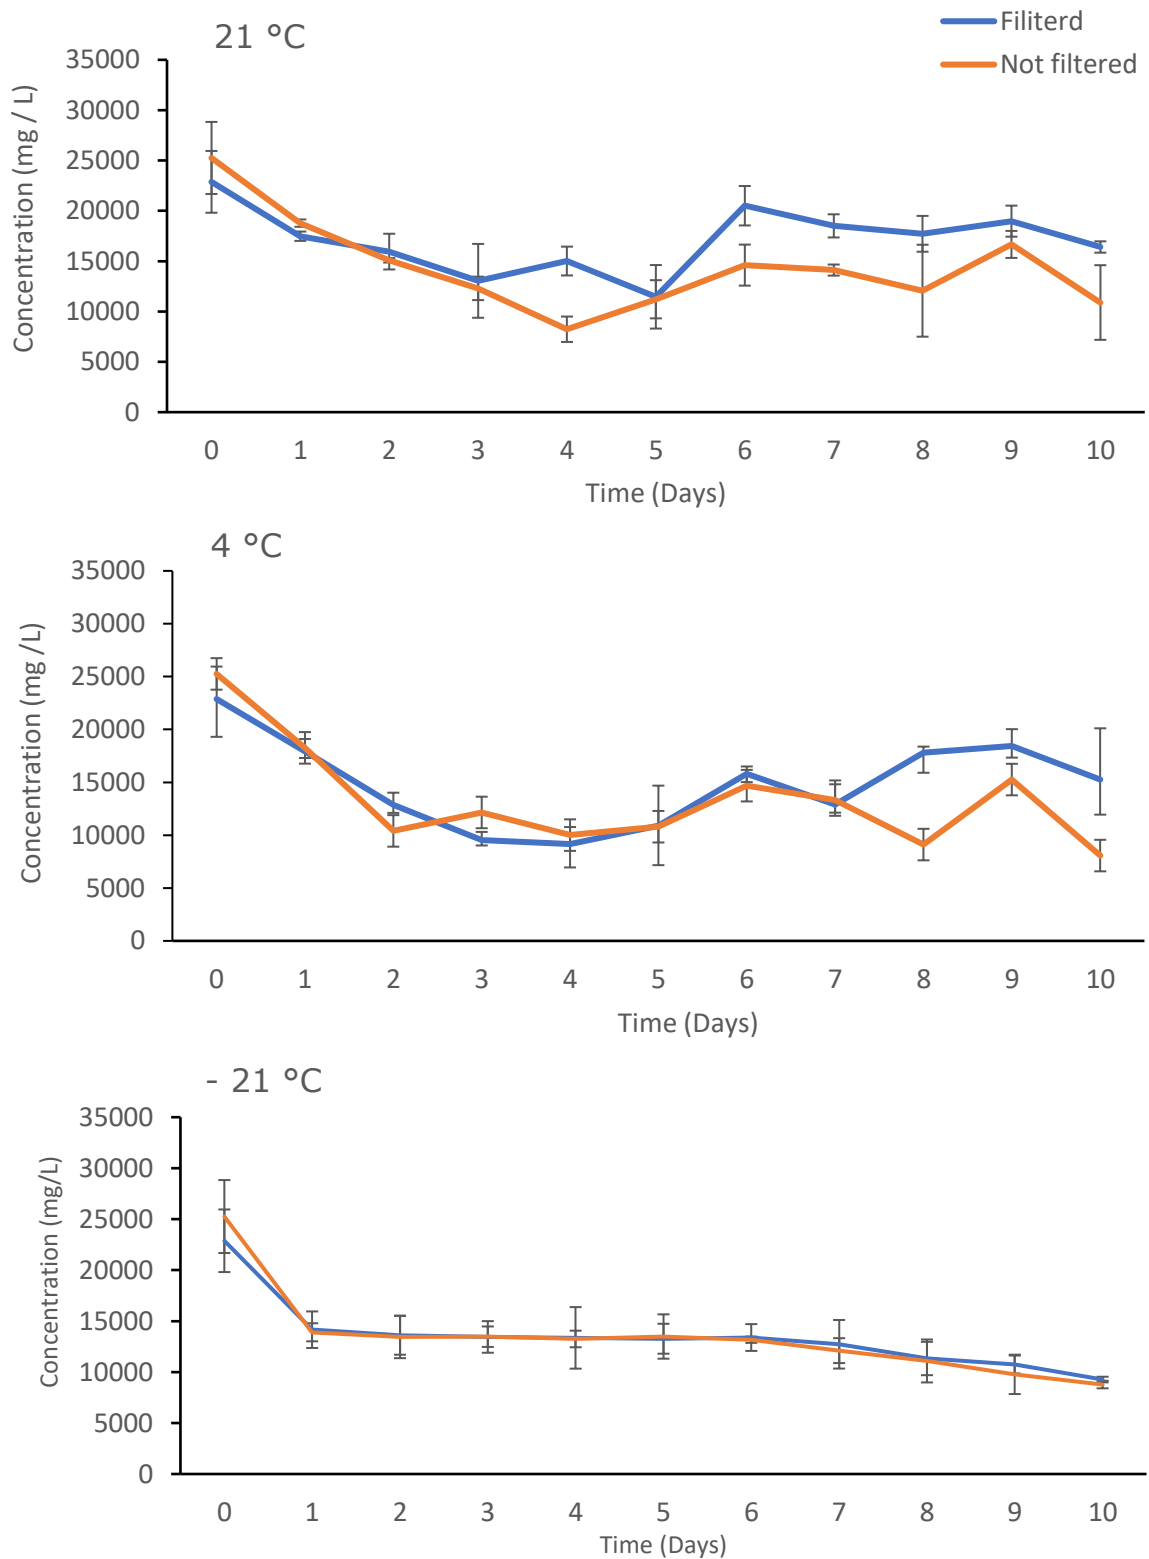 21 °C
Filiterd
Not filtered
Concentration (mg / L)
35000
30000
25000
20000
15000
10000
5000
0
0 1 2 3 4 5 6 7 8 9 10
Time (Days)
4 °C
Concentration (mg /L)
35000
30000
25000
20000
15000
10000
5000
0
0 1 2 3 4 5 6 7 8 9 10
Time (Days)
- 21 °C
Concentration (mg/L)
35000
30000
25000
20000
15000
10000
5000
0
0 1 2 3 4 5 6 7 8 9 10
Time (Days)